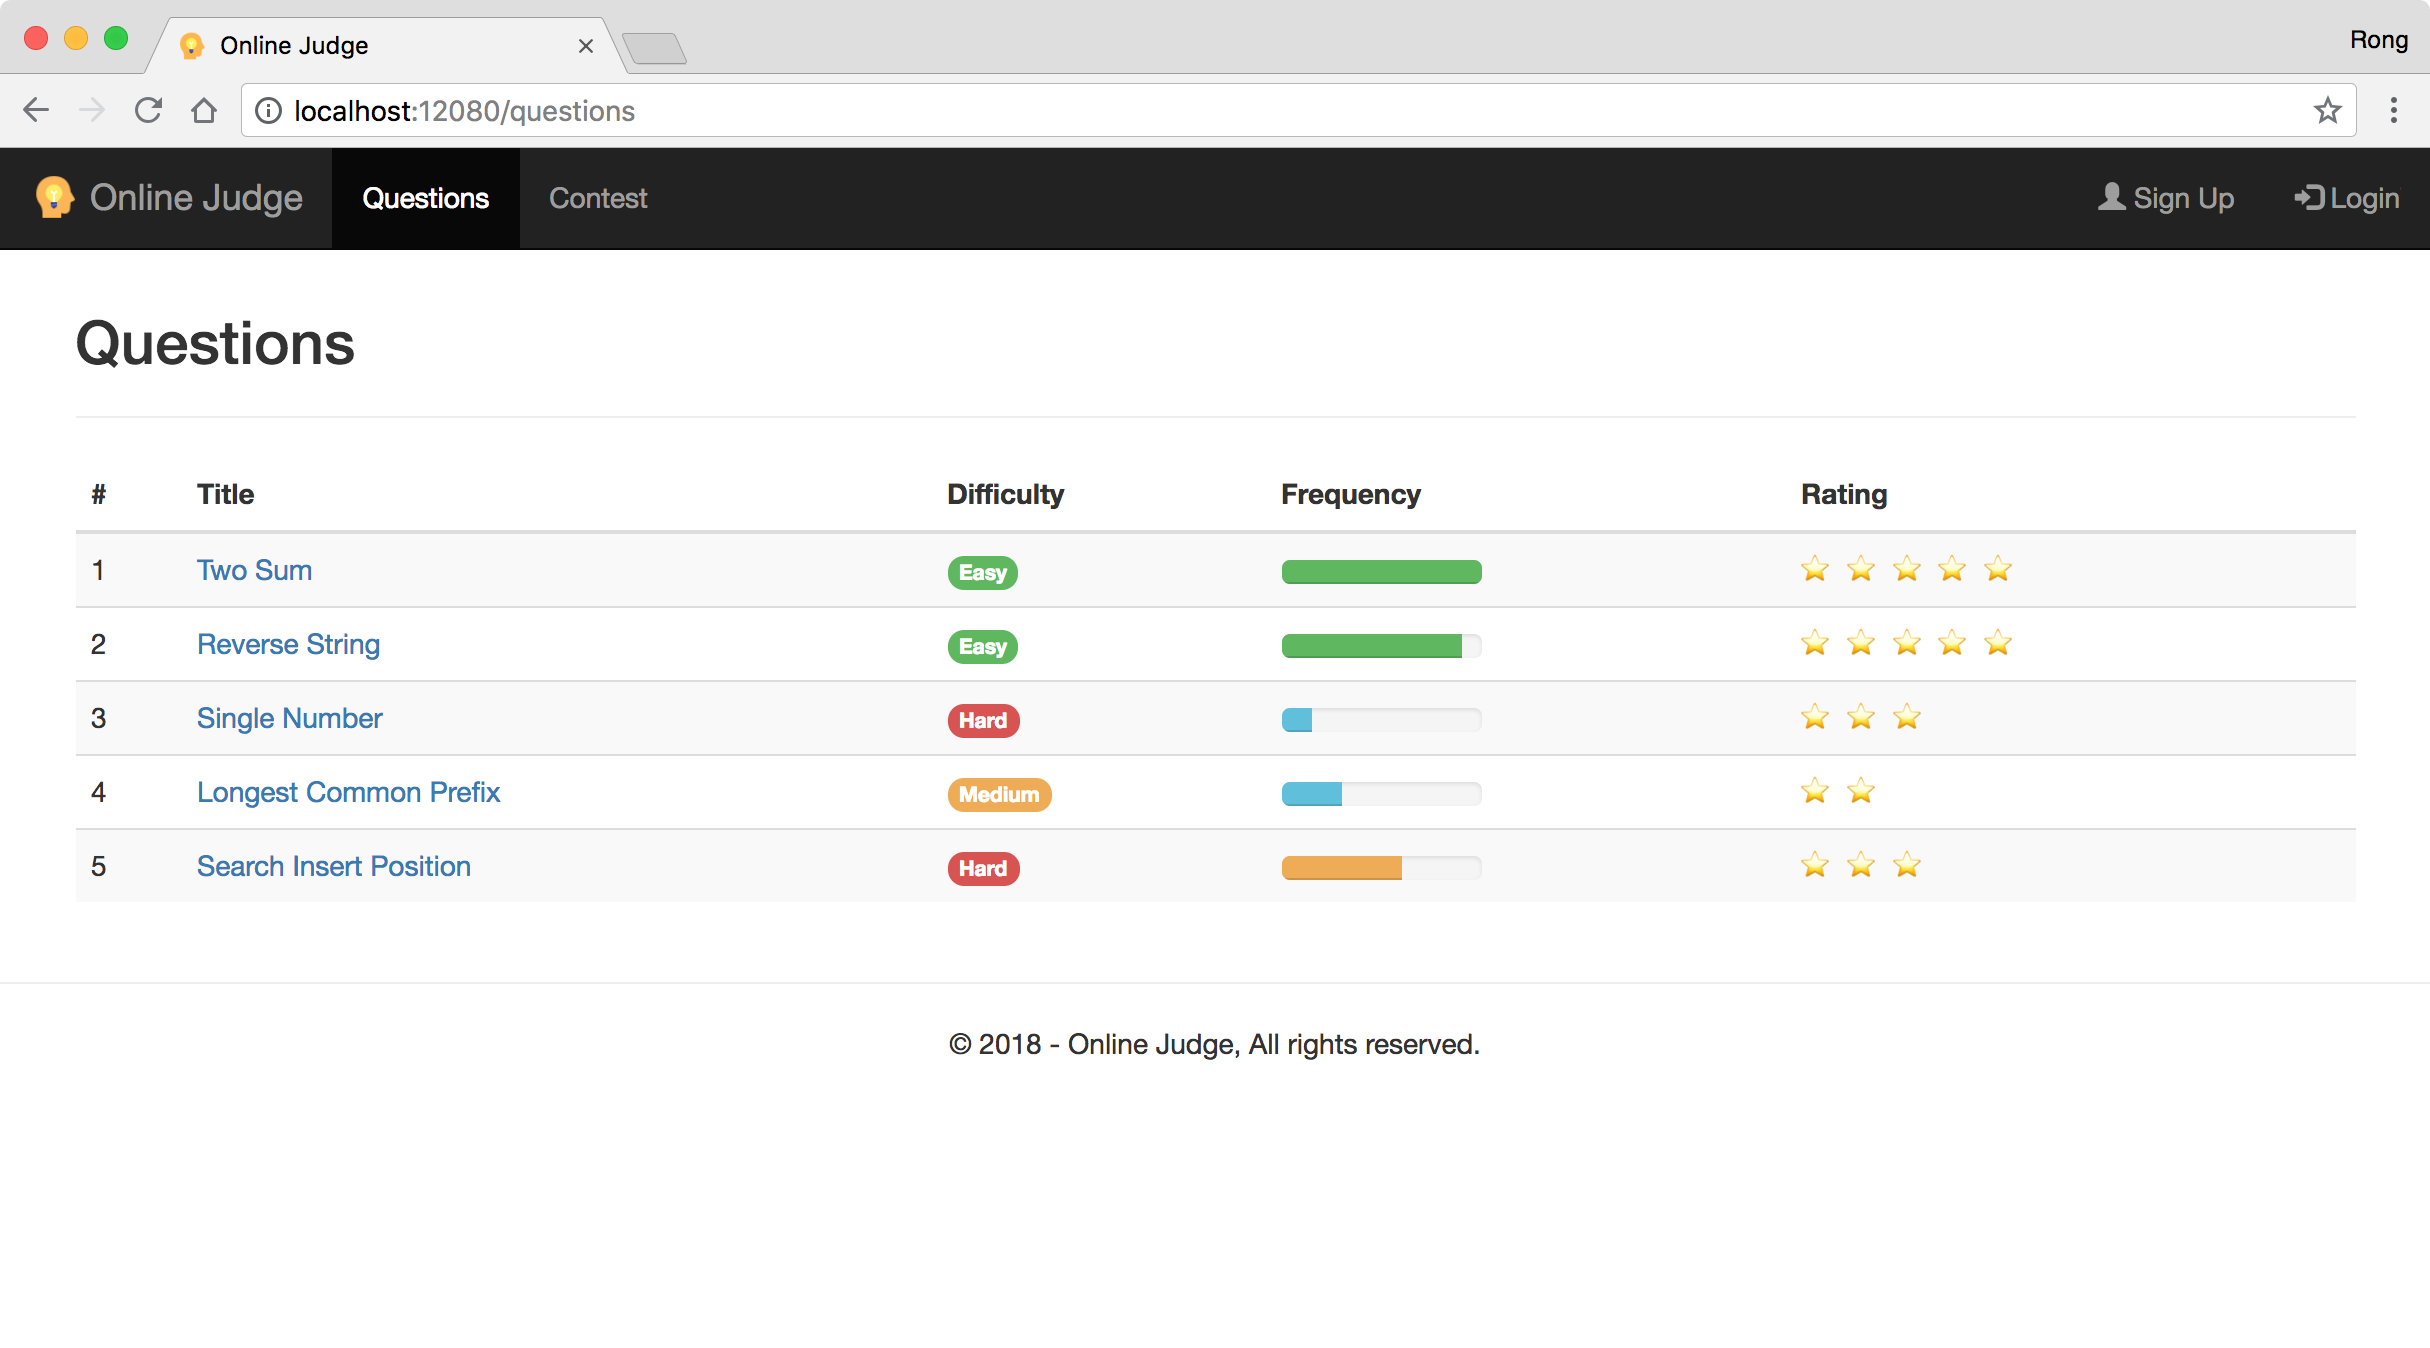 Online Judge
Rong
localhost:12080/questions
Online Judge Questions Contest Sign Up Login
Questions
# Title Difficulty Frequency Rating
1 Two Sum Easy
2 Reverse String Easy
3 Single Number Hard
4 Longest Common Prefix Medium
5 Search Insert Position Hard
© 2018 - Online Judge, All rights reserved.